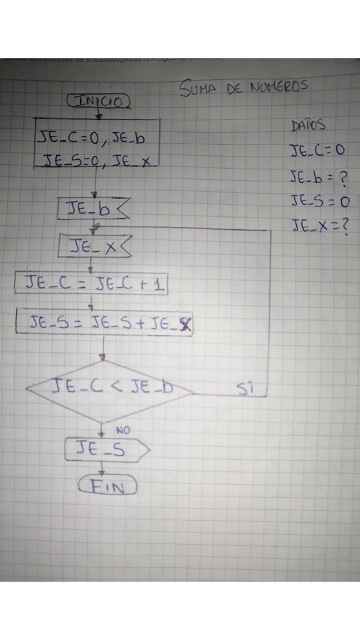 SUMA DE NUMEROS
INICIO
JE_C=0, JE_b
JE_S=0, JE_X
JE_b
JE_X
JE_C = JE_C + 1
JE_S = JE_S + JE_X
JE_C < JE_b
SI
NO
JE_S
FIN
DATOS
JE_C=0
JE_b = ?
JE_S = 0
JE_X = ?